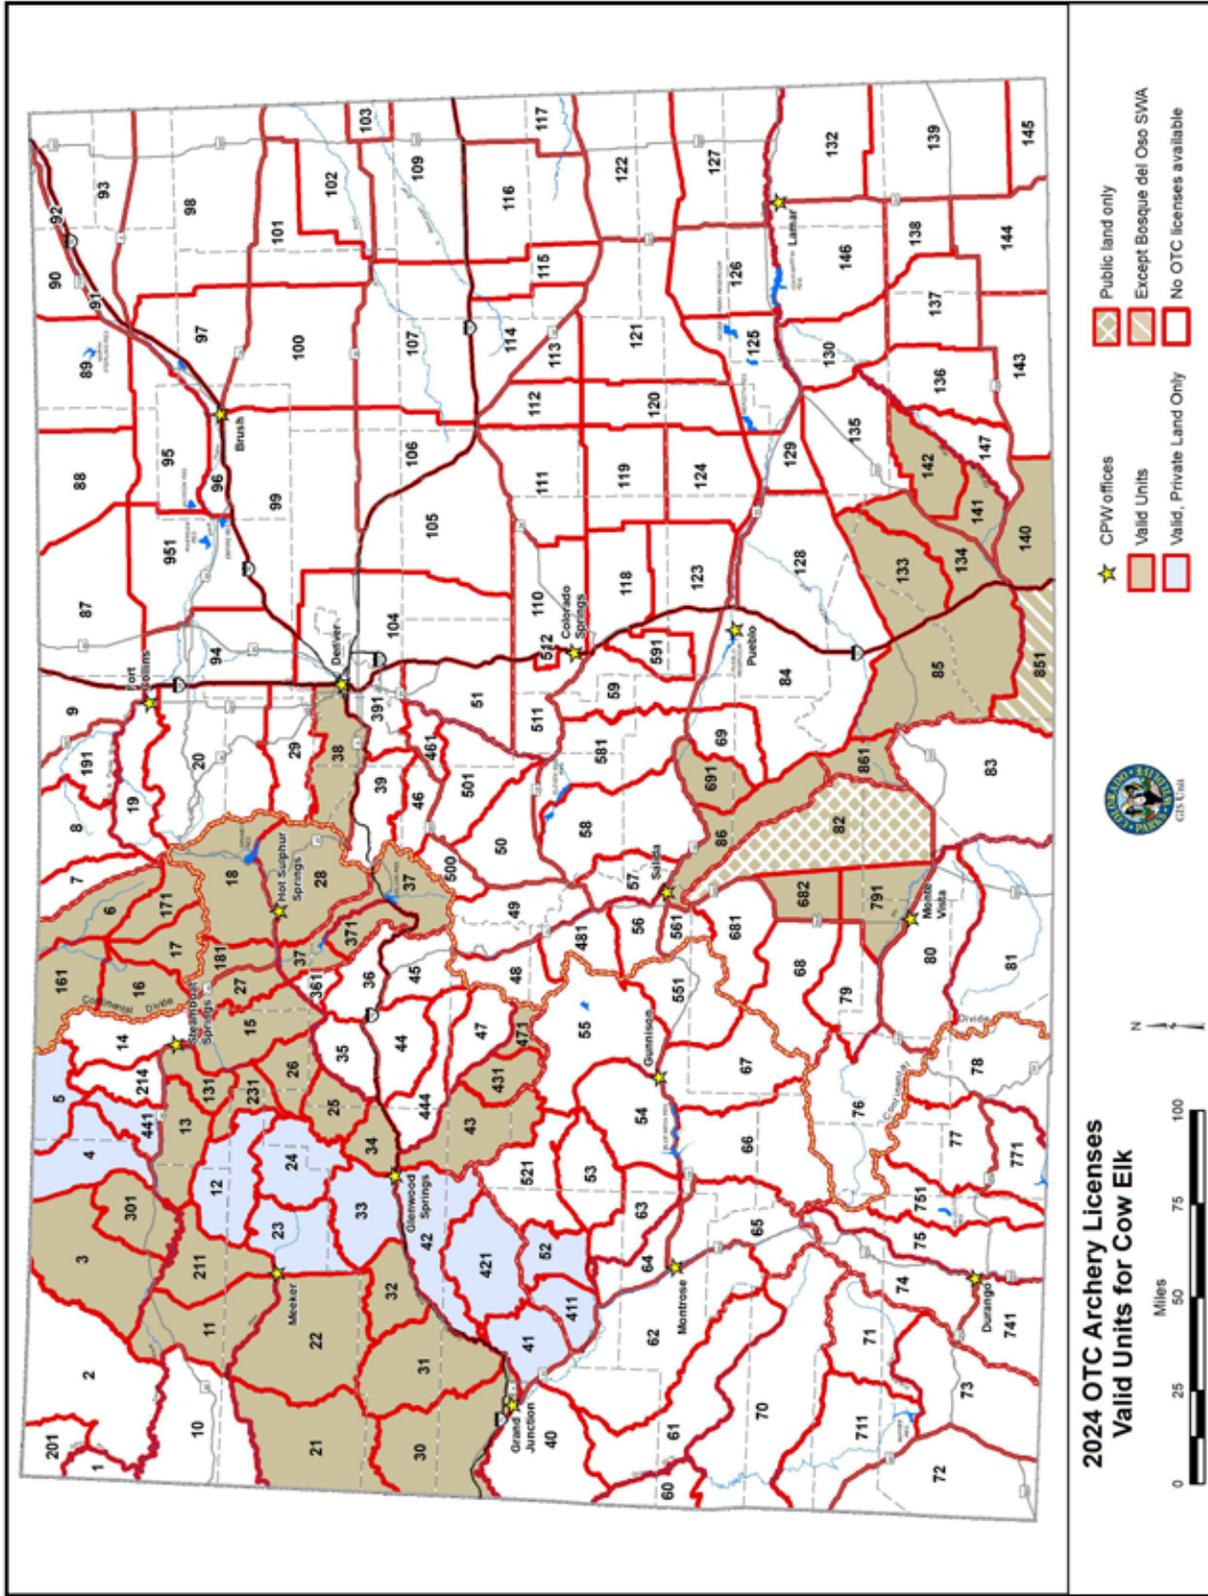 201 5 161 9 90 92
1 2 3 4 6 7 8 191 87 88 89 91 93
301 441 214 14 16 171 19 Fort Collins 951 95 97 98
10 211 13 131 Steamboat Springs 17 181 20 94 96
11 12 231 15 27 18 Brush 101
23 24 26 Hot Sulphur Springs 28 29 99 100
Meeker 22 21 33 25 37 361 38 Denver 102
32 34 35 36 371 39 391 104 103
31 30 Glenwood Springs 42 444 44 45 37 46 461 106 107 109
43 431 47 500 501 51 105
421 471 48 49 50 116
Grand Junction 41 411 52 521 511 512 110 111 112 114 115 117
40 53 55 481 58 581 Colorado Springs 113
62 63 64 54 Gunnison 56 57 59 118 119 121 122
60 61 Montrose 551 561 Salida 591 120
65 66 67 681 86 691 69 123 124 127
70 68 682 82 Pueblo 84 125 126
Lamar
711 71 79 76 791 861 128 129 130 132
74 75 751 77 80 Monte Vista 85 133 135 146
72 73 Durango 78 83 134 142 136 137 138 139
741 771 81 851 140 141 147 143 144 145
Continental Divide
Continental
Divide
2024 OTC Archery Licenses
Valid Units for Cow Elk
0 25 50 75 100
Miles
N
COLORADO PARKS WILDLIFE
GIS Unit
CPW offices
Valid Units
Valid, Private Land Only
Public land only
Except Bosque del Oso SWA
No OTC licenses available